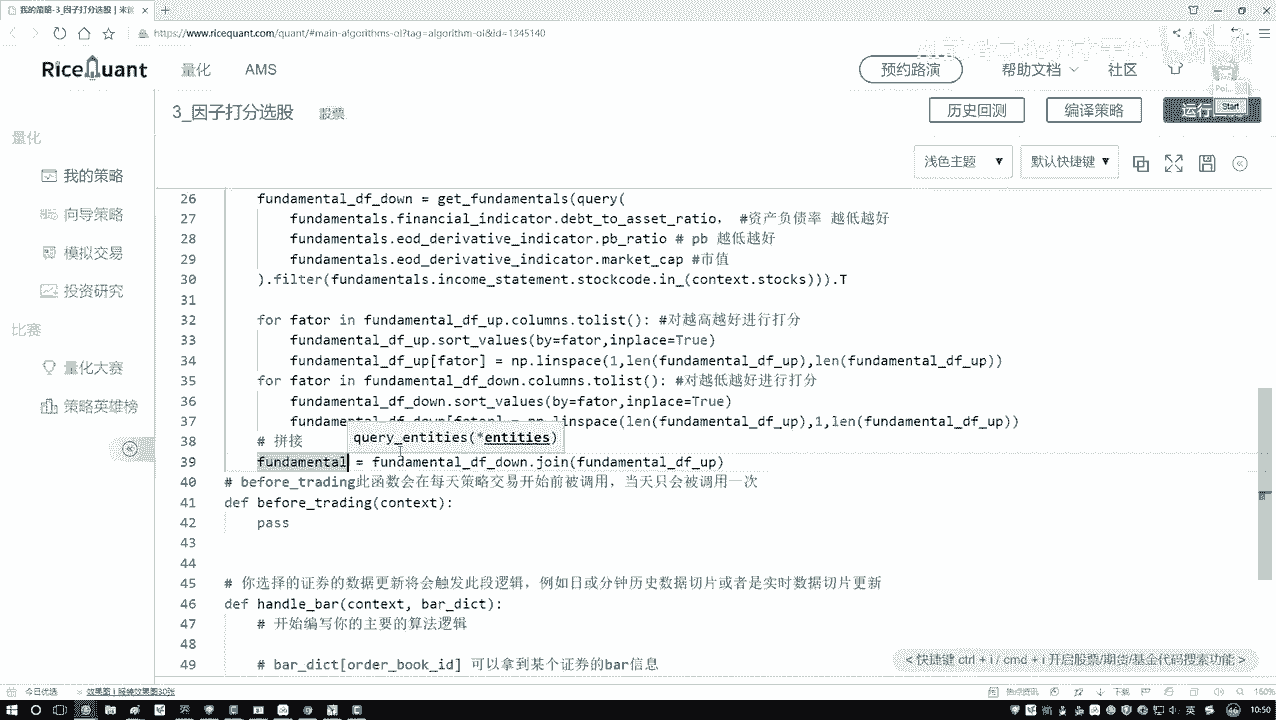 我的策略-3_因子打分选股 | 米筐
https://www.ricequant.com/quant/#main-algorithms-ol?tag=algorithm-ol&id=1345140
RiceQuant
量化
AMS
预约路演
帮助文档
社区
3_因子打分选股
股票
历史回测
编译策略
运行
Start
量化
我的策略
向导策略
模拟交易
投资研究
比赛
量化大赛
策略英雄榜
浅色主题
默认快捷键
26 fundamental_df_down = get_fundamentals(query(
27 fundamentals.financial_indicator.debt_to_asset_ratio, #资产负债率 越低越好
28 fundamentals.eod_derivative_indicator.pb_ratio # pb 越低越好
29 fundamentals.eod_derivative_indicator.market_cap #市值
30 ).filter(fundamentals.income_statement.stockcode.in_(context.stocks))).T
31
32 for fator in fundamental_df_up.columns.tolist(): #对越高越好进行打分
33 fundamental_df_up.sort_values(by=fator,inplace=True)
34 fundamental_df_up[fator] = np.linspace(1,len(fundamental_df_up),len(fundamental_df_up))
35 for fator in fundamental_df_down.columns.tolist(): #对越低越好进行打分
36 fundamental_df_down.sort_values(by=fator,inplace=True)
37 fundamental_df_down[fator] = np.linspace(len(fundamental_df_up),1,len(fundamental_df_up))
38 # 拼接
query_entities(*entities)
39 fundamental = fundamental_df_down.join(fundamental_df_up)
40 # before_trading此函数会在每天策略交易开始前被调用，当天只会被调用一次
41 def before_trading(context):
42 pass
43
44
45 # 你选择的证券的数据更新将会触发此段逻辑，例如日或分钟历史数据切片或者是实时数据切片更新
46 def handle_bar(context, bar_dict):
47 # 开始编写你的主要的算法逻辑
48
49 # bar_dict[order_book_id] 可以拿到某个证券的bar信息
< 快捷键 ctrl + i / cmd + i 开启股票/期货/基金代码搜索功能 >
今日优选
下载
160%
英
10:50